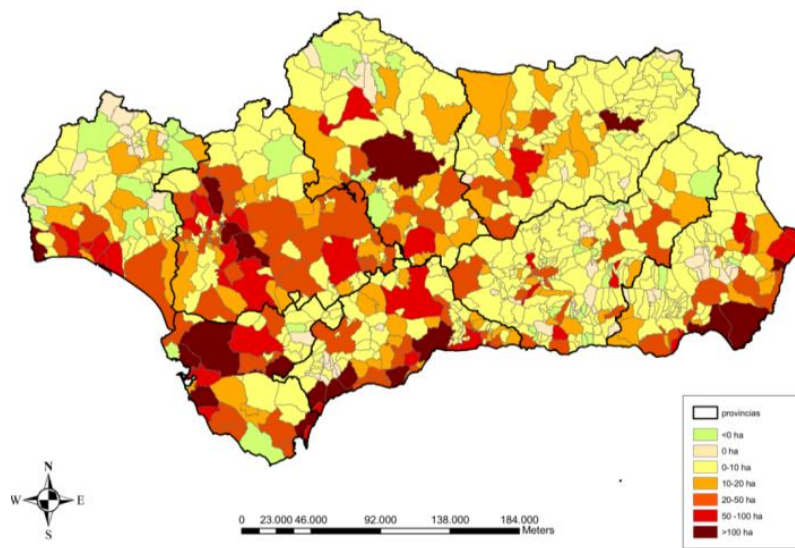 provincias
<0 ha
0 ha
0-10 ha
10-20 ha
20-50 ha
50 -100 ha
>100 ha
N
W E
S
0 23.000 46.000 92.000 138.000 184.000
Meters